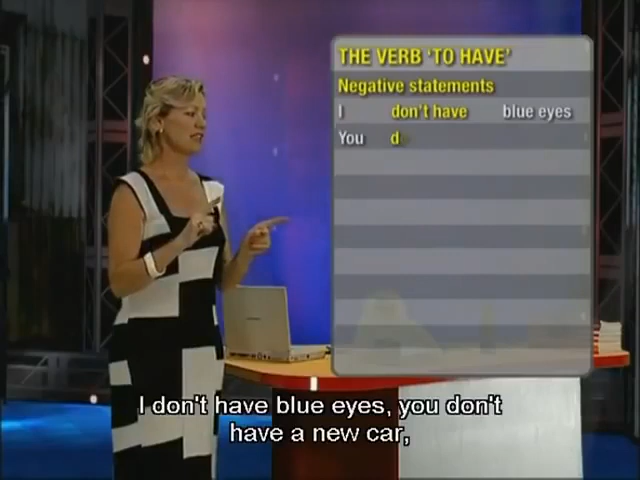 THE VERB 'TO HAVE'
Negative statements
I don't have blue eyes
You d
I don't have blue eyes, you don't
have a new car,